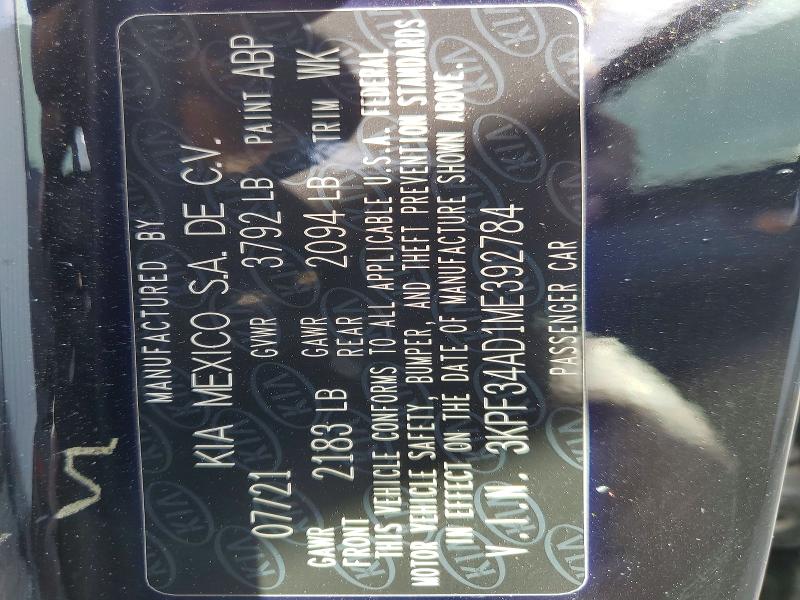 MANUFACTURED BY
KIA MEXICO S.A. DE C.V.
07/21 GVWR 3792 LB PAINT ABP
GAWR FRONT 2183 LB GAWR REAR 2094 LB TRIM WK
THIS VEHICLE CONFORMS TO ALL APPLICABLE U.S.A. FEDERAL
MOTOR VEHICLE SAFETY, BUMPER, AND THEFT PREVENTION STANDARDS
IN EFFECT ON THE DATE OF MANUFACTURE SHOWN ABOVE.
V.I.N. 3KPF34AD1ME392784
PASSENGER CAR